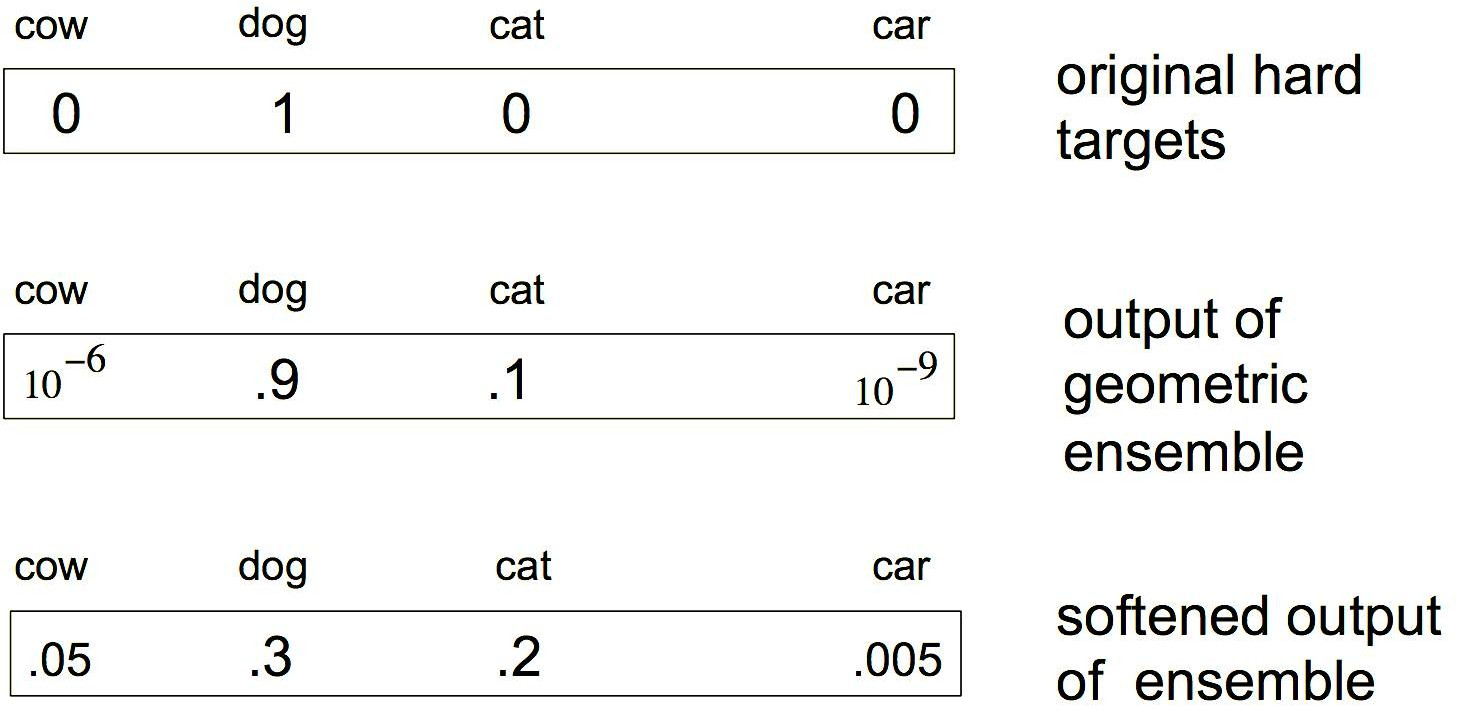 cow dog cat car
0 1 0 0
original hard
targets
cow dog cat car
10⁻⁶ .9 .1 10⁻⁹
output of
geometric
ensemble
cow dog cat car
.05 .3 .2 .005
softened output
of ensemble